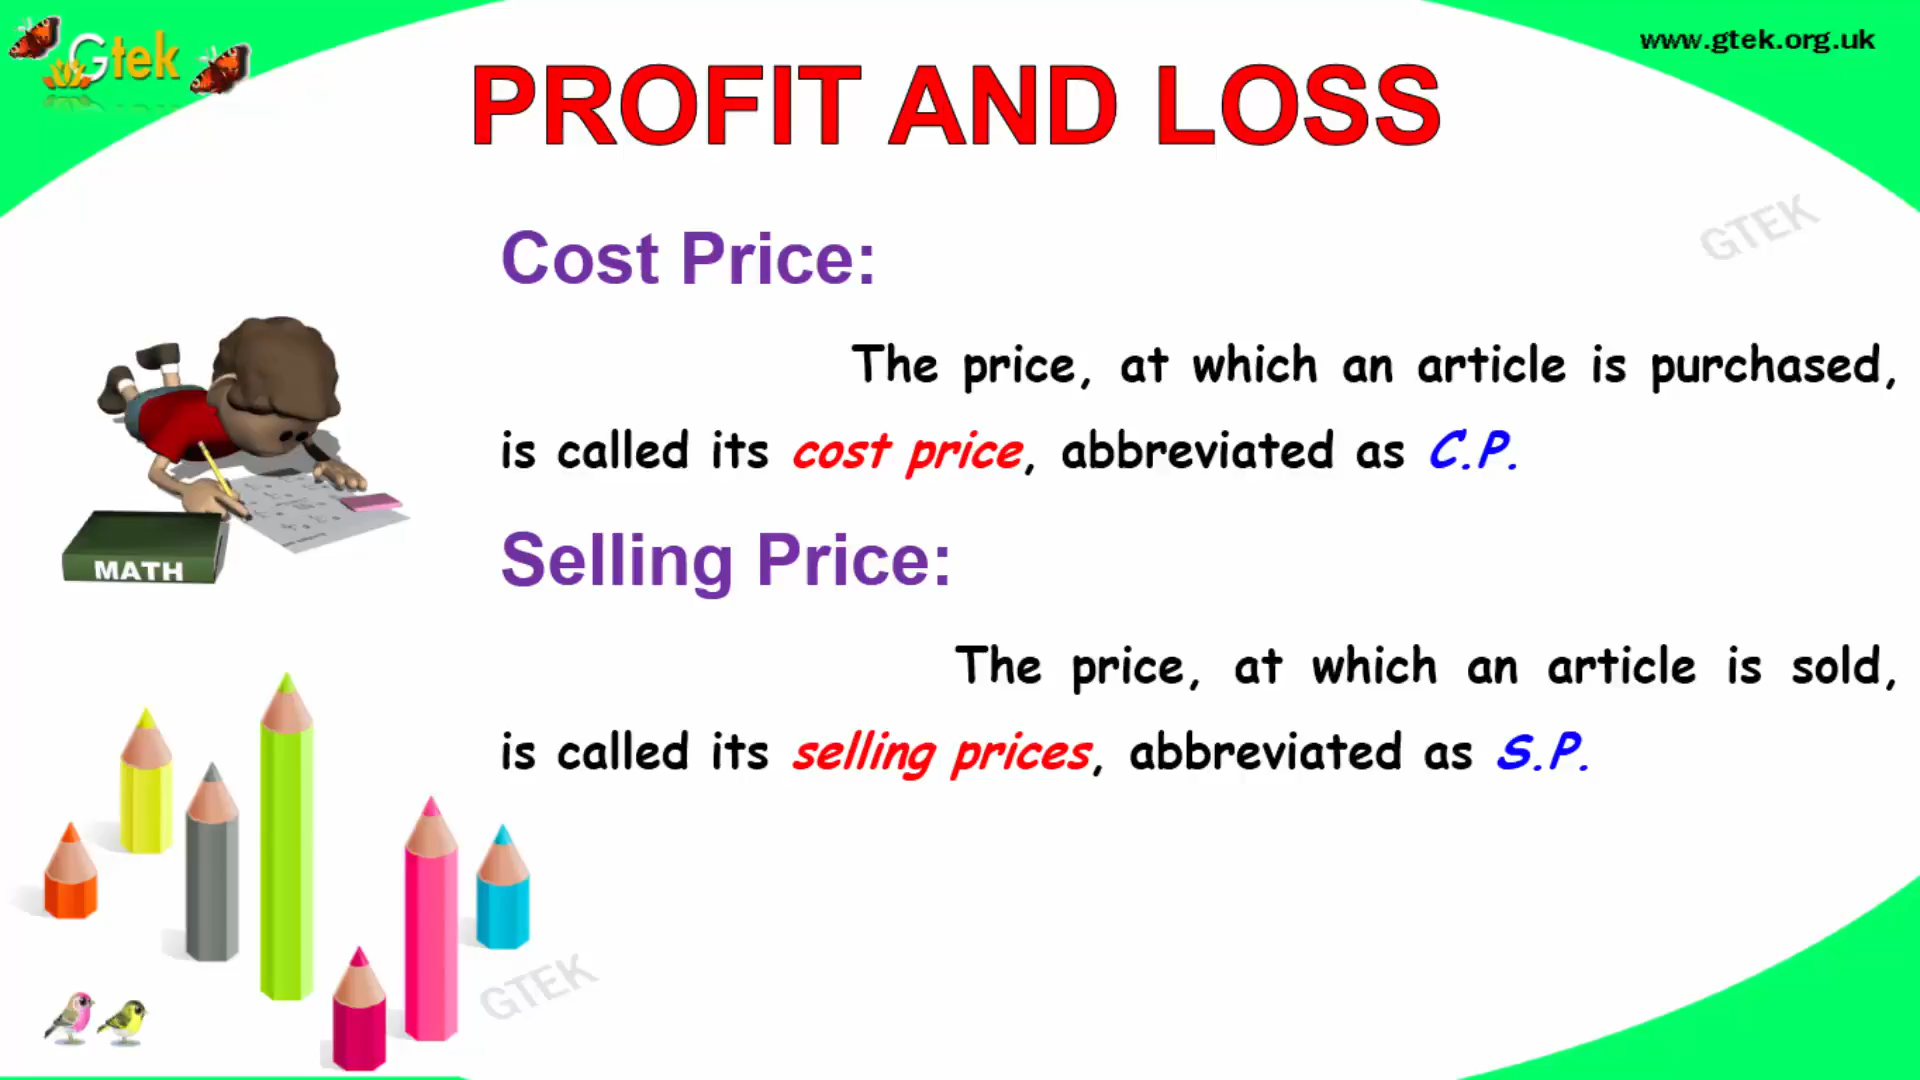 Gtek
www.gtek.org.uk
PROFIT AND LOSS
GTEK
Cost Price:
The price, at which an article is purchased,
is called its cost price, abbreviated as C.P.
MATH
Selling Price:
The price, at which an article is sold,
is called its selling prices, abbreviated as S.P.
GTEK